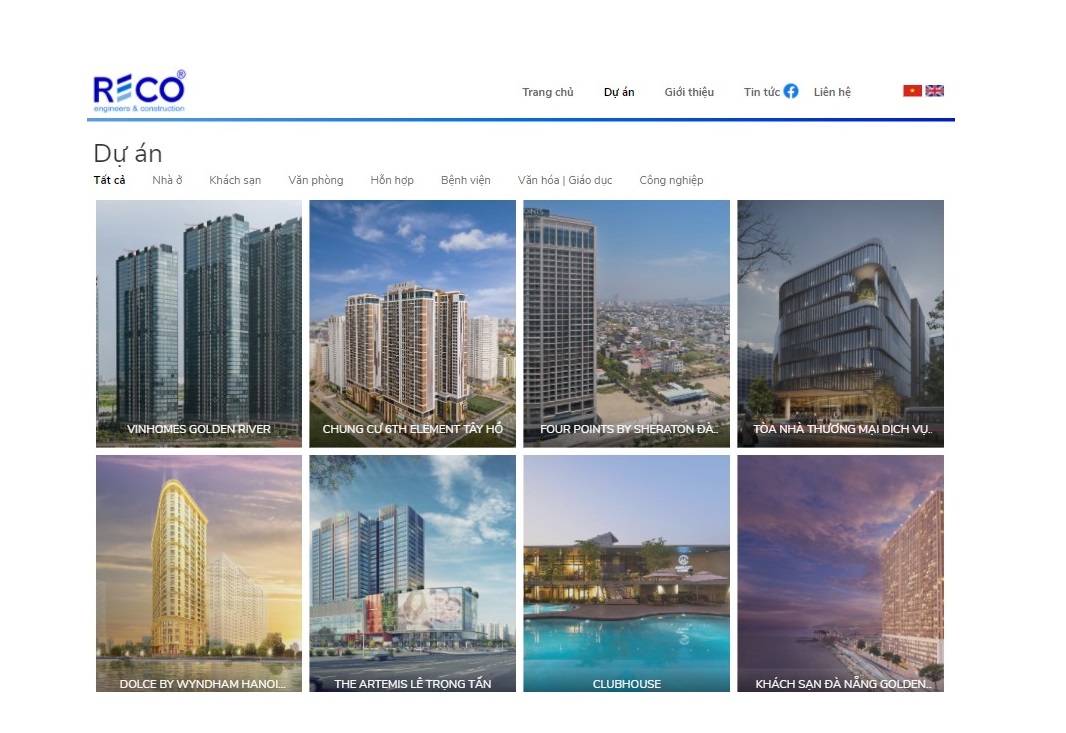 RECO®
engineers & construction
Trang chủ Dự án Giới thiệu Tin tức Liên hệ
Dự án
Tất cả Nhà ở Khách sạn Văn phòng Hỗn hợp Bệnh viện Văn hóa | Giáo dục Công nghiệp
VINHOMES GOLDEN RIVER
CHUNG CƯ 6TH ELEMENT TÂY HỒ
FOUR POINTS BY SHERATON ĐÀ..
TÒA NHÀ THƯƠNG MẠI DỊCH VỤ..
DOLCE BY WYNDHAM HANOI...
THE ARTEMIS LÊ TRỌNG TẤN
CLUBHOUSE
KHÁCH SẠN ĐÀ NẴNG GOLDEN..